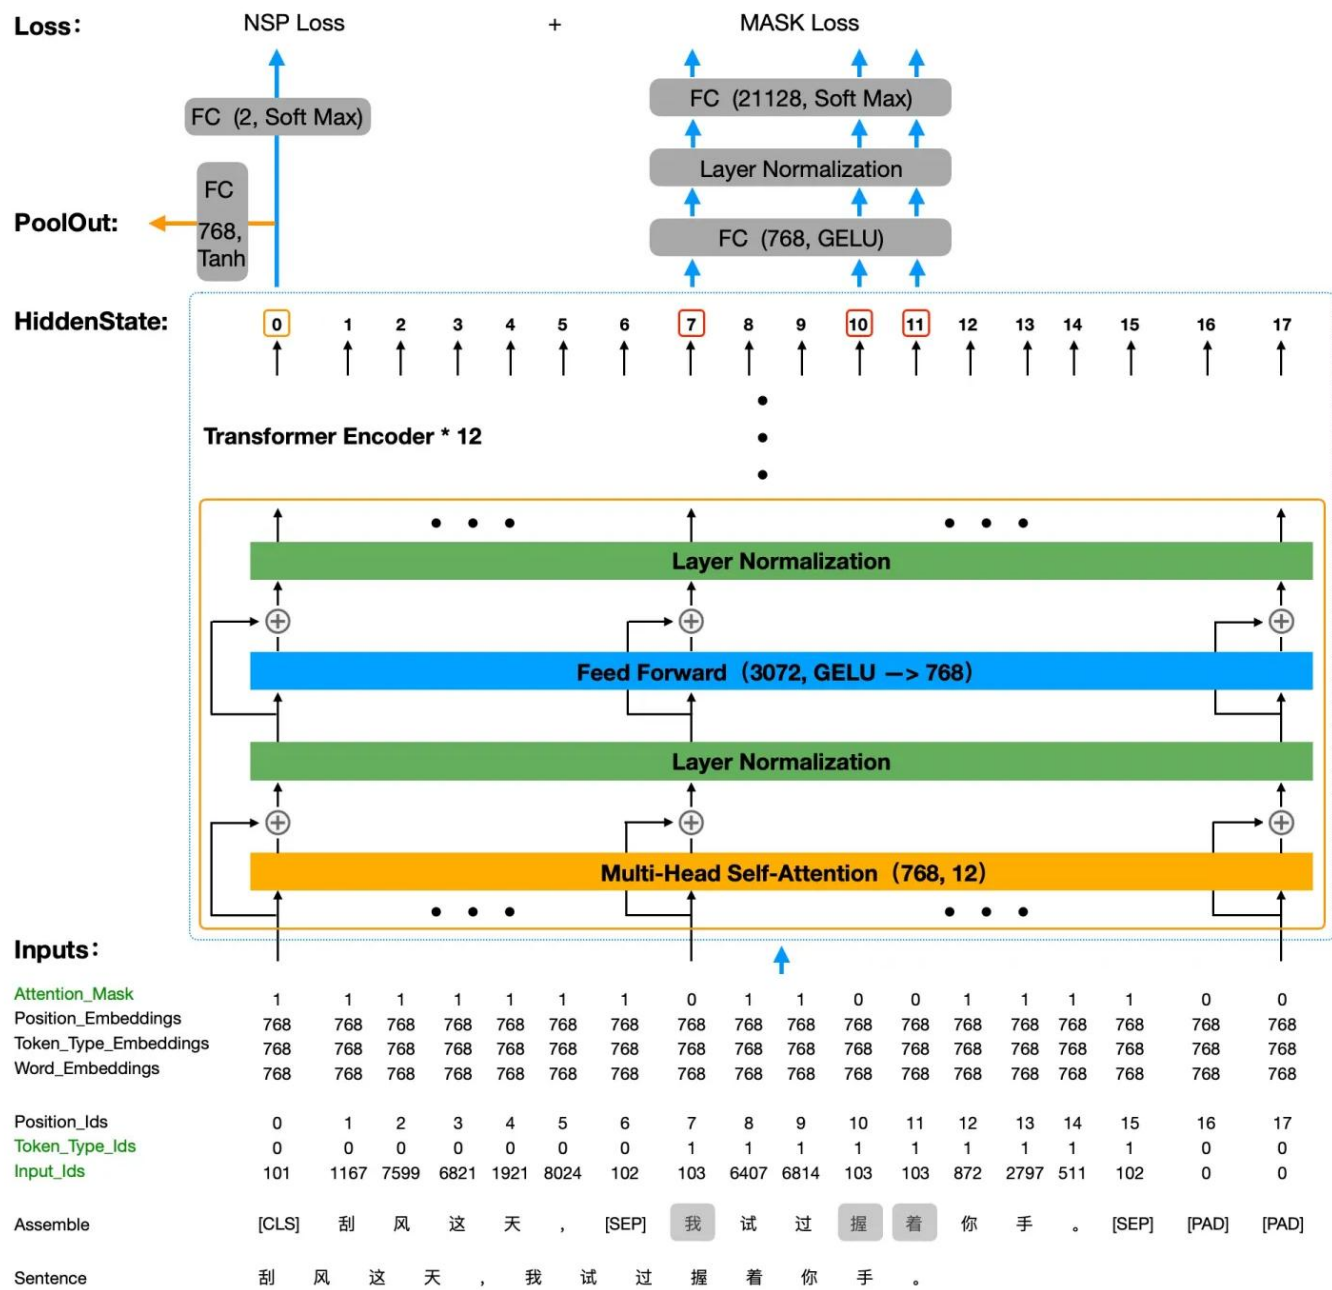 Loss： NSP Loss + MASK Loss
FC (21128, Soft Max)
FC (2, Soft Max)
Layer Normalization
FC
768,
Tanh
PoolOut:
FC (768, GELU)
HiddenState: 0 1 2 3 4 5 6 7 8 9 10 11 12 13 14 15 16 17
Transformer Encoder * 12
Layer Normalization
Feed Forward（3072, GELU —> 768）
Layer Normalization
Multi-Head Self-Attention（768, 12）
Inputs：
Attention_Mask 1 1 1 1 1 1 1 0 1 1 0 0 1 1 1 1 0 0
Position_Embeddings 768 768 768 768 768 768 768 768 768 768 768 768 768 768 768 768 768 768
Token_Type_Embeddings 768 768 768 768 768 768 768 768 768 768 768 768 768 768 768 768 768 768
Word_Embeddings 768 768 768 768 768 768 768 768 768 768 768 768 768 768 768 768 768 768
Position_Ids 0 1 2 3 4 5 6 7 8 9 10 11 12 13 14 15 16 17
Token_Type_Ids 0 0 0 0 0 0 0 1 1 1 1 1 1 1 1 1 0 0
Input_Ids 101 1167 7599 6821 1921 8024 102 103 6407 6814 103 103 872 2797 511 102 0 0
Assemble [CLS] 刮 风 这 天 , [SEP] 我 试 过 握 着 你 手 。 [SEP] [PAD] [PAD]
Sentence 刮 风 这 天 , 我 试 过 握 着 你 手 。